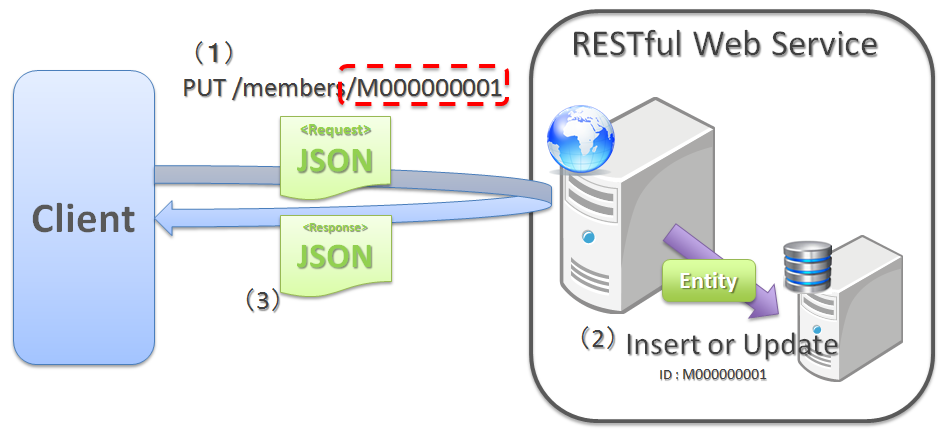 RESTful Web Service
（1）
PUT /members/M000000001
<Request>
JSON
Client
<Response>
JSON
（3）
Entity
（2） Insert or Update
ID : M000000001